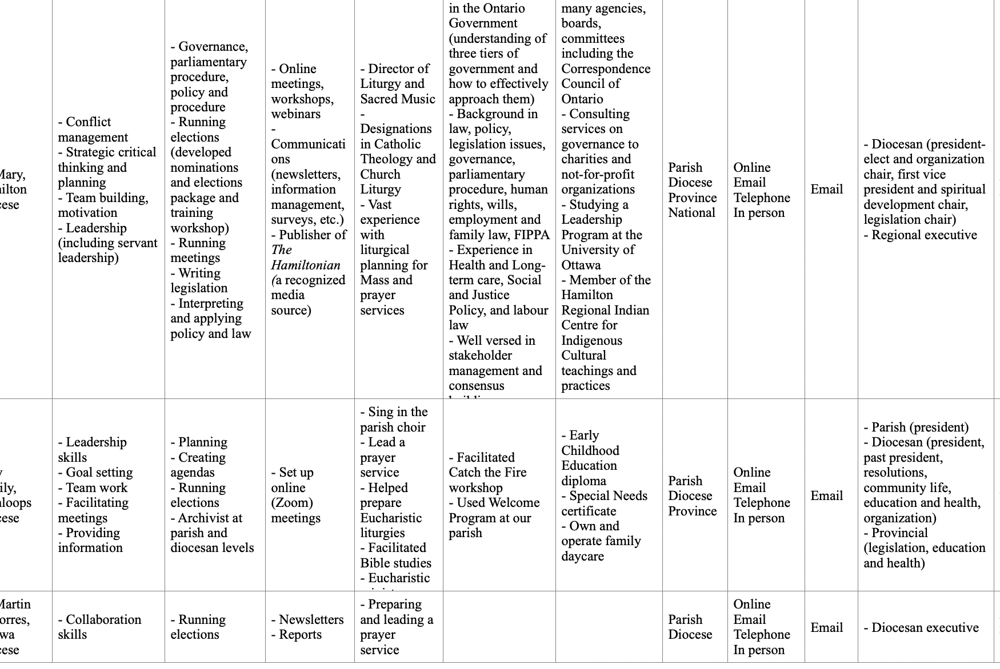 Mary,
ilton
cese
- Conflict
management
- Strategic critical
thinking and
planning
- Team building,
motivation
- Leadership
(including servant
leadership)
- Governance,
parliamentary
procedure,
policy and
procedure
- Running
elections
(developed
nominations
and elections
package and
training
workshop)
- Running
meetings
- Writing
legislation
- Interpreting
and applying
policy and law
- Online
meetings,
workshops,
webinars
-
Communicati
ons
(newsletters,
information
management,
surveys, etc.)
- Publisher of
The
Hamiltonian
(a recognized
media
source)
- Director of
Liturgy and
Sacred Music
-
Designations
in Catholic
Theology and
Church
Liturgy
- Vast
experience
with
liturgical
planning for
Mass and
prayer
services
in the Ontario
Government
(understanding of
three tiers of
government and
how to effectively
approach them)
- Background in
law, policy,
legislation issues,
governance,
parliamentary
procedure, human
rights, wills,
employment and
family law, FIPPA
- Experience in
Health and Long-
term care, Social
and Justice
Policy, and labour
law
- Well versed in
stakeholder
management and
consensus
many agencies,
boards,
committees
including the
Correspondence
Council of
Ontario
- Consulting
services on
governance to
charities and
not-for-profit
organizations
- Studying a
Leadership
Program at the
University of
Ottawa
- Member of the
Hamilton
Regional Indian
Centre for
Indigenous
Cultural
teachings and
practices
Parish
Diocese
Province
National
Online
Email
Telephone
In person
Email
- Diocesan (president-
elect and organization
chair, first vice
president and spiritual
development chair,
legislation chair)
- Regional executive
ily,
loops
cese
- Leadership
skills
- Goal setting
- Team work
- Facilitating
meetings
- Providing
information
- Planning
- Creating
agendas
- Running
elections
- Archivist at
parish and
diocesan levels
- Set up
online
(Zoom)
meetings
- Sing in the
parish choir
- Lead a
prayer
service
- Helped
prepare
Eucharistic
liturgies
- Facilitated
Bible studies
- Eucharistic
- Facilitated
Catch the Fire
workshop
- Used Welcome
Program at our
parish
- Early
Childhood
Education
diploma
- Special Needs
certificate
- Own and
operate family
daycare
Parish
Diocese
Province
Online
Email
Telephone
In person
Email
- Parish (president)
- Diocesan (president,
past president,
resolutions,
community life,
education and health,
organization)
- Provincial
(legislation, education
and health)
Martin
orres,
wa
cese
- Collaboration
skills
- Running
elections
- Newsletters
- Reports
- Preparing
and leading a
prayer
service
Parish
Diocese
Online
Email
Telephone
In person
Email
- Diocesan executive